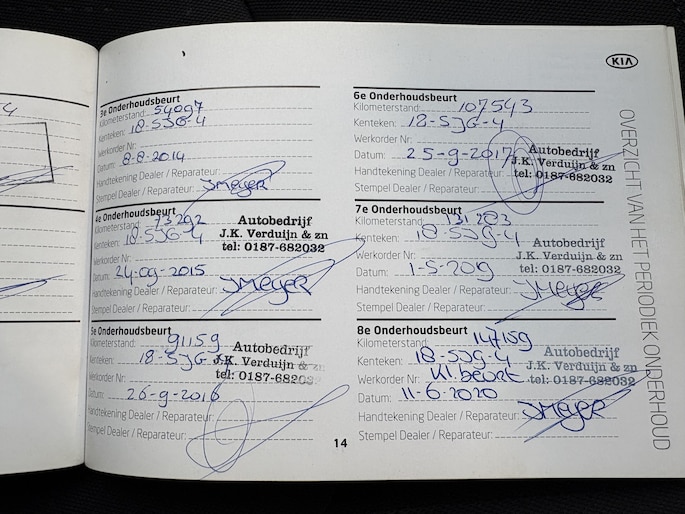 KIA
OVERZICHT VAN HET PERIODIEK ONDERHOUD
3e Onderhoudsbeurt
Kilometerstand: 54097
Kenteken: 18-SJG-4
Werkorder Nr:
Datum: 8-8-2014
Handtekening Dealer / Reparateur:
Stempel Dealer / Reparateur: JMeyer
4e Onderhoudsbeurt
Kilometerstand: 73292
Kenteken: 18-SJG-4
Werkorder Nr:
Datum: 24-09-2015
Handtekening Dealer / Reparateur: JMeyer
Stempel Dealer / Reparateur:
Autobedrijf
J.K. Verduijn & zn
tel: 0187-682032
5e Onderhoudsbeurt
Kilometerstand: 91159
Kenteken: 18-SJG-4
Werkorder Nr:
Datum: 26-9-2016
Handtekening Dealer / Reparateur:
Stempel Dealer / Reparateur:
Autobedrijf
J.K. Verduijn & zn
tel: 0187-682032
6e Onderhoudsbeurt
Kilometerstand: 107543
Kenteken: 18-SJG-4
Werkorder Nr:
Datum: 25-9-2017
Handtekening Dealer / Reparateur:
Stempel Dealer / Reparateur:
Autobedrijf
J.K. Verduijn & zn
tel: 0187-682032
7e Onderhoudsbeurt
Kilometerstand: 131783
Kenteken: 18-SJG-4
Werkorder Nr:
Datum: 1-5-2019
Handtekening Dealer / Reparateur: JMeyer
Stempel Dealer / Reparateur:
Autobedrijf
J.K. Verduijn & zn
tel: 0187-682032
8e Onderhoudsbeurt
Kilometerstand: 147159
Kenteken: 18-SJG-4
Werkorder Nr: Kl. beurt
Datum: 11-6-2020
Handtekening Dealer / Reparateur: JMeyer
Stempel Dealer / Reparateur:
Autobedrijf
J.K. Verduijn & zn
tel: 0187-682032
14